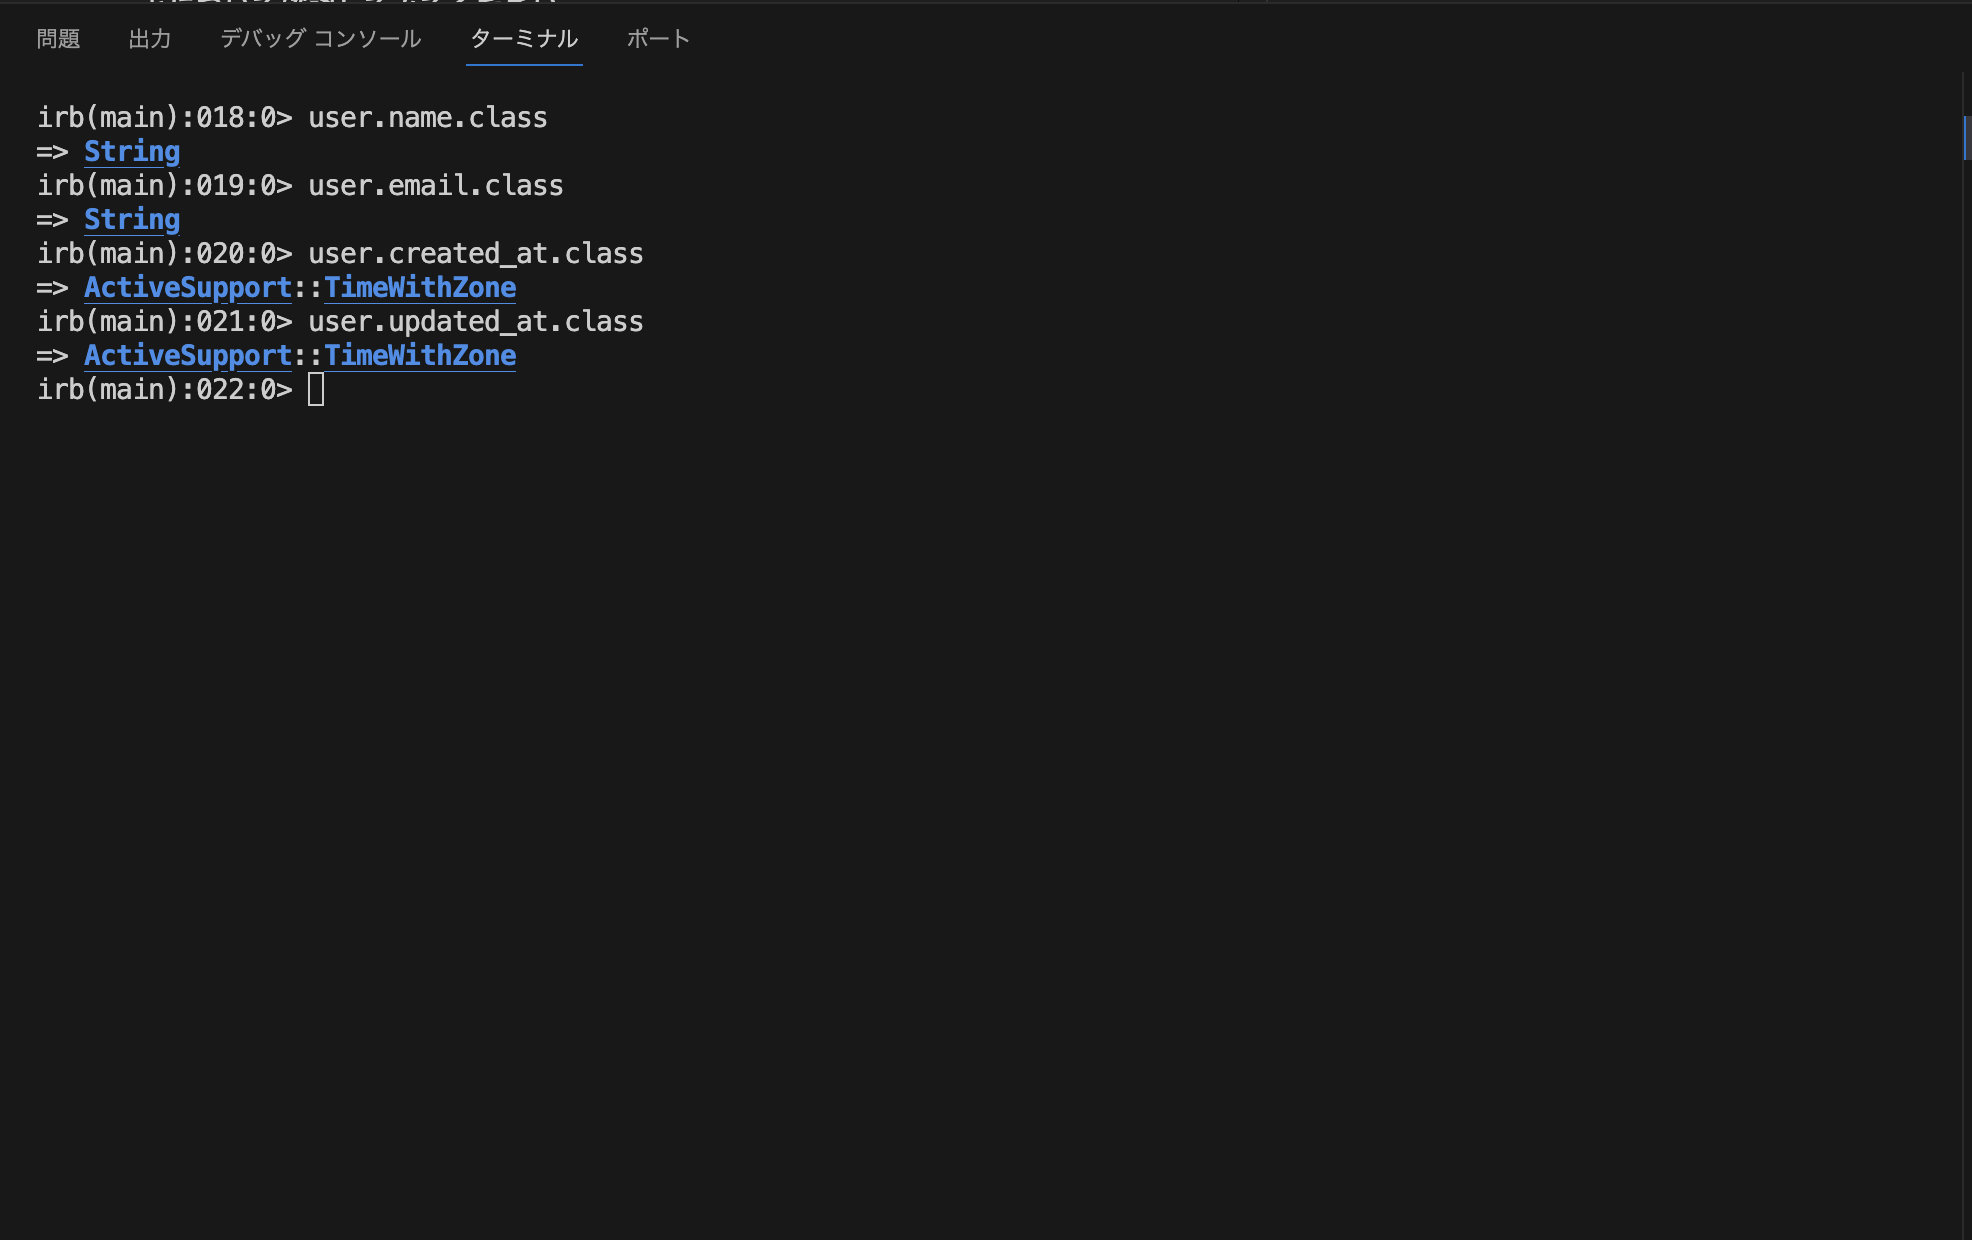 問題 出力 デバッグ コンソール ターミナル ポート
irb(main):018:0> user.name.class
=> String
irb(main):019:0> user.email.class
=> String
irb(main):020:0> user.created_at.class
=> ActiveSupport::TimeWithZone
irb(main):021:0> user.updated_at.class
=> ActiveSupport::TimeWithZone
irb(main):022:0>